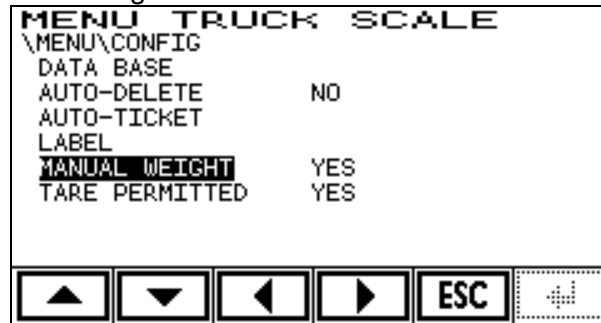 MENU TRUCK SCALE
\MENU\CONFIG
DATA BASE
AUTO-DELETE NO
AUTO-TICKET
LABEL
MANUAL WEIGHT YES
TARE PERMITTED YES
ESC